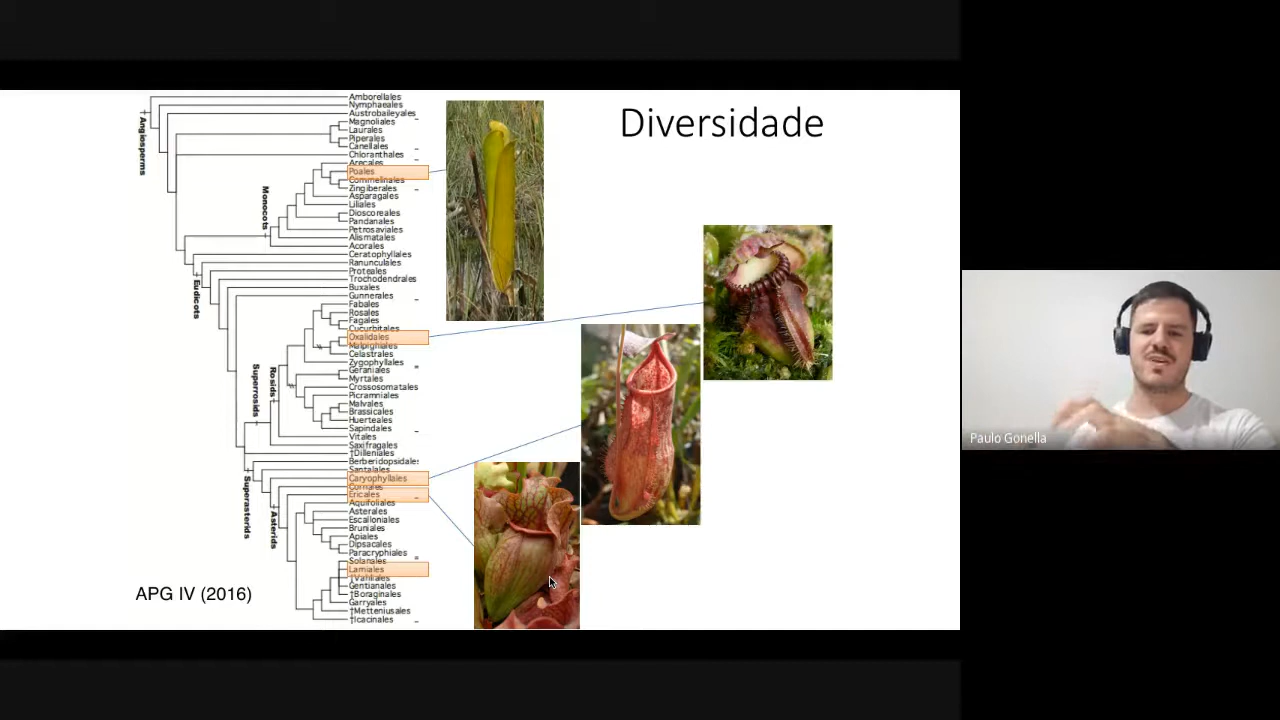 Diversidade
Amborellales
Nymphaeales
Austrobaileyales
Magnoliales
Laurales
Piperales
Canellales
Chloranthales
Arecales
Poales
Commelinales
Zingiberales
Asparagales
Liliales
Dioscoreales
Pandanales
Petrosaviales
Alismatales
Acorales
Ceratophyllales
Ranunculales
Proteales
Trochodendrales
Buxales
Gunnerales
Fabales
Rosales
Fagales
Cucurbitales
Oxalidales
Malpighiales
Celastrales
Zygophyllales
Geraniales
Myrtales
Crossosomatales
Picramniales
Malvales
Brassicales
Huerteales
Sapindales
Vitales
Saxifragales
†Dilleniales
Berberidopsidales
Santalales
Caryophyllales
Cornales
Ericales
Aquifoliales
Asterales
Escalloniales
Bruniales
Apiales
Dipsacales
Paracryphiales
Solanales
Lamiales
†Vahliales
Gentianales
†Boraginales
Garryales
†Metteniusales
†Icacinales
Angiosperms
Monocots
Eudicots
Superrosids
Rosids
Superasterids
Asterids
APG IV (2016)
Paulo Gonella